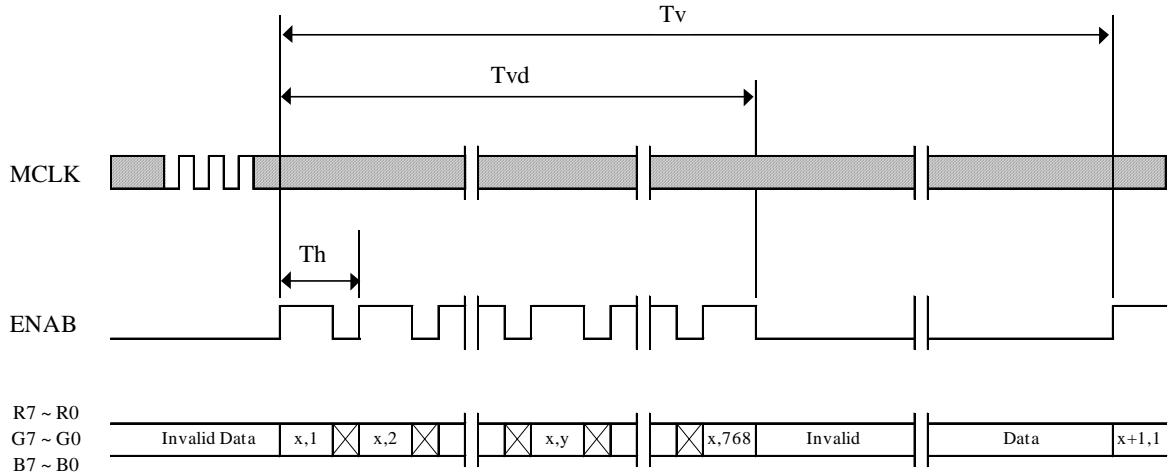 Tv
Tvd
MCLK
Th
ENAB
R7 ~ R0
G7 ~ G0
B7 ~ B0
Invalid Data
x,1
x,2
x,y
x,768
Invalid
Data
x+1,1